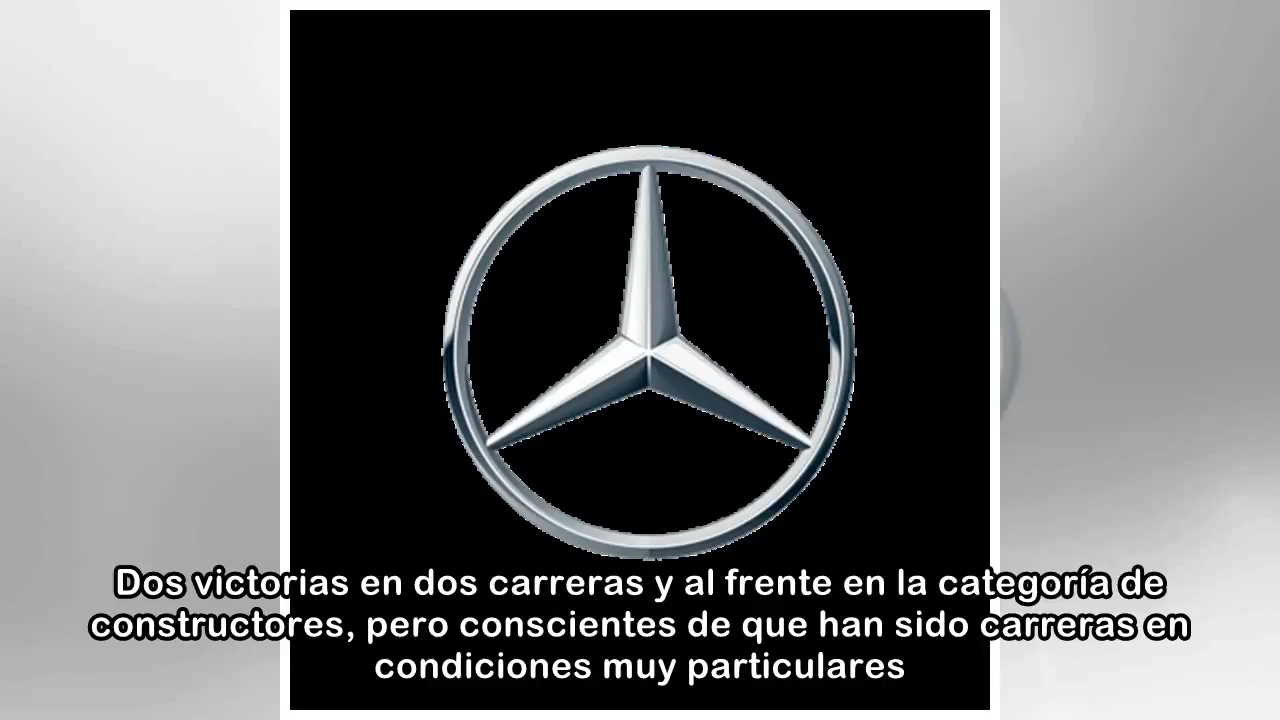 Dos victorias en dos carreras y al frente en la categoría de
constructores, pero conscientes de que han sido carreras en
condiciones muy particulares